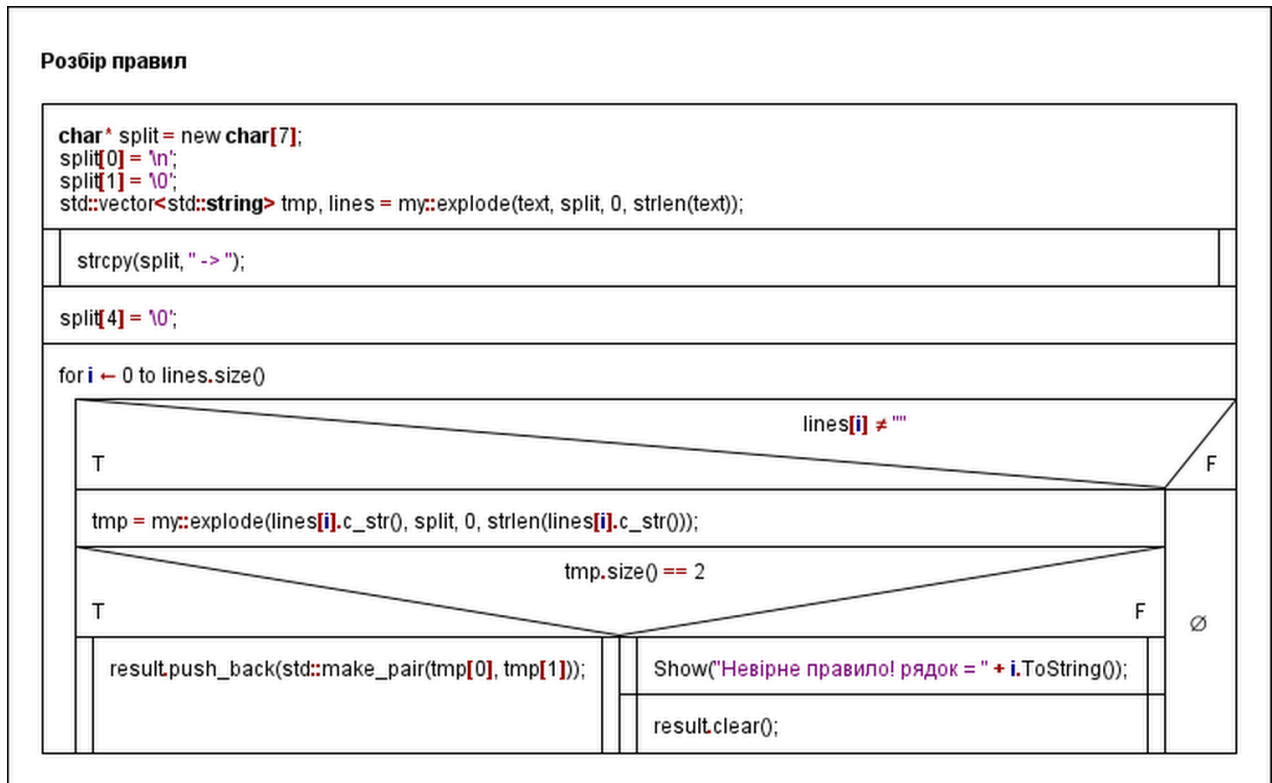 Розбір правил
char* split = new char[7];
split[0] = '\n';
split[1] = '\0';
std::vector<std::string> tmp, lines = my::explode(text, split, 0, strlen(text));
strcpy(split, " -> ");
split[4] = '\0';
for i ← 0 to lines.size()
lines[i] ≠ ""
T
F
tmp = my::explode(lines[i].c_str(), split, 0, strlen(lines[i].c_str()));
tmp.size() == 2
T
F
∅
result.push_back(std::make_pair(tmp[0], tmp[1]));
Show("Невірне правило! рядок = " + i.ToString());
result.clear();